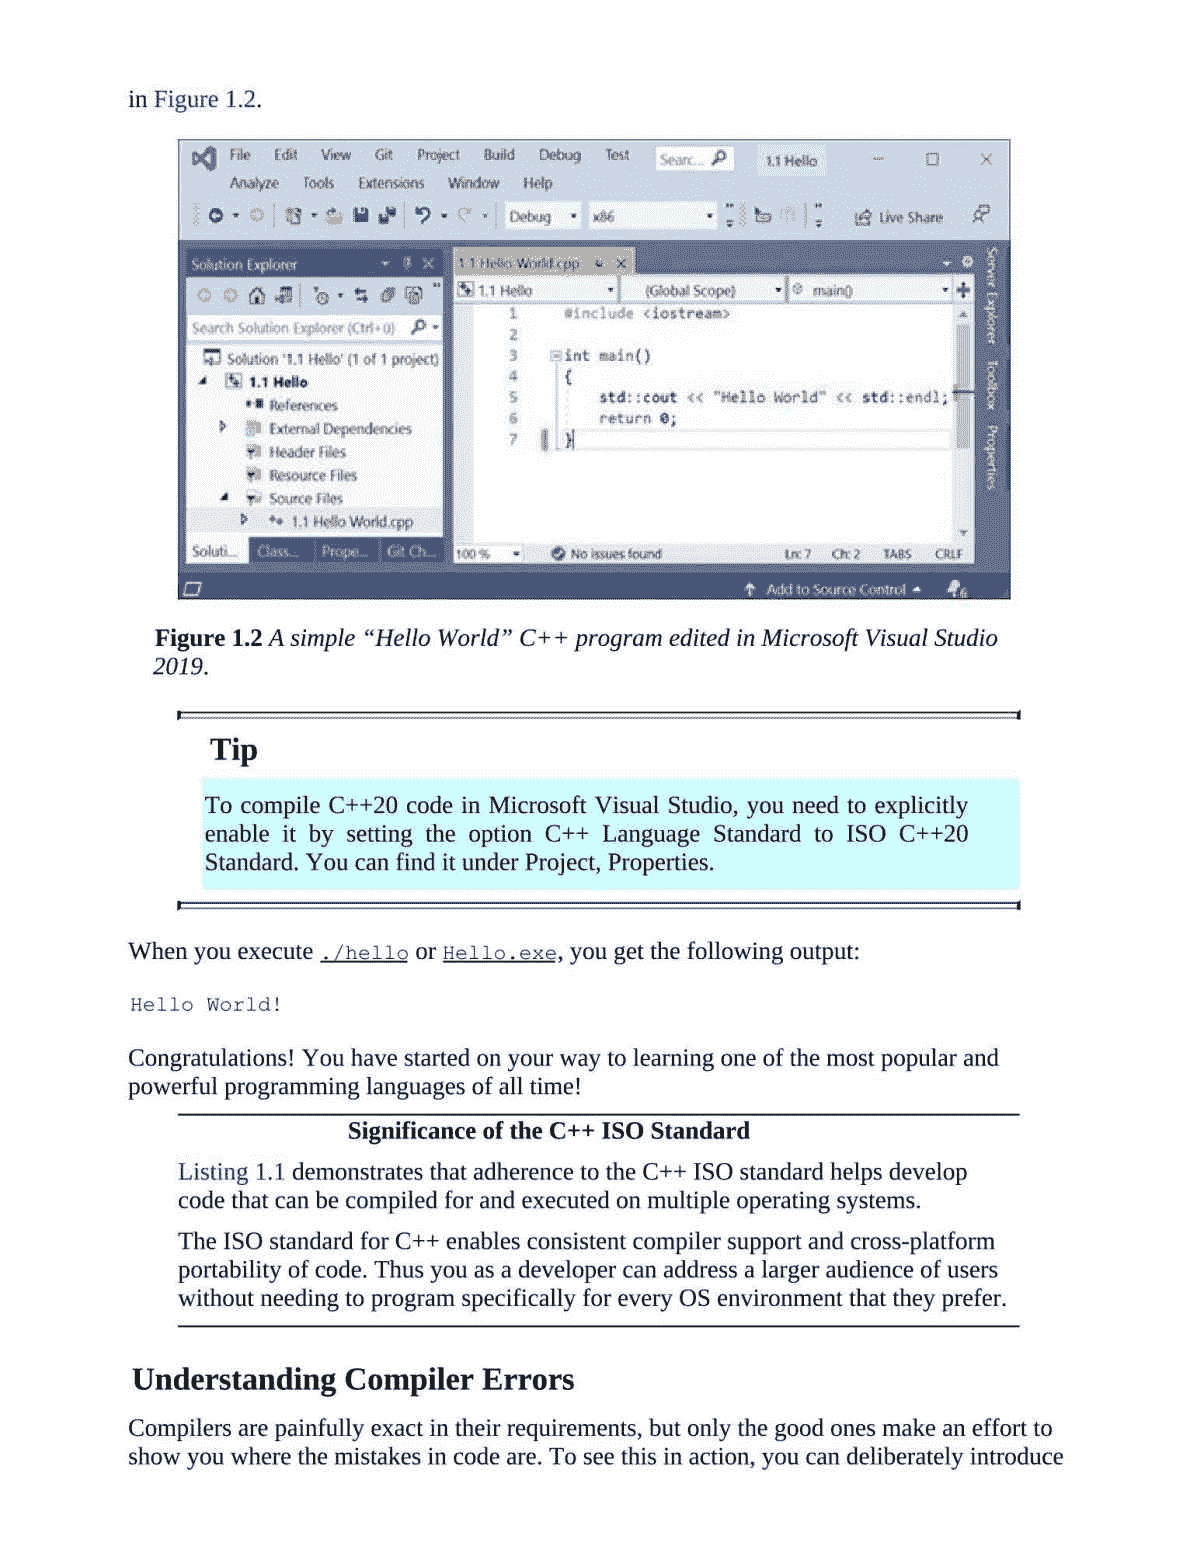 in Figure 1.2.
File Edit View Git Project Build Debug Test Searc... 1.1 Hello
Analyze Tools Extensions Window Help
Debug x86 Live Share
Solution Explorer
Search Solution Explorer (Ctrl+ü)
Solution '1.1 Hello' (1 of 1 project)
1.1 Hello
References
External Dependencies
Header Files
Resource Files
Source Files
1.1 Hello World.cpp
Soluti... Class... Prope... Git Ch...
1.1 Hello World.cpp
1.1 Hello (Global Scope) main()
1 #include <iostream>
2
3 int main()
4 {
5 std::cout << "Hello World" << std::endl;
6 return 0;
7 }
100 % No issues found Ln: 7 Ch: 2 TABS CRLF
Server Explorer Toolbox Properties
Add to Source Control 6
Figure 1.2 A simple “Hello World” C++ program edited in Microsoft Visual Studio
2019.
Tip
To compile C++20 code in Microsoft Visual Studio, you need to explicitly
enable it by setting the option C++ Language Standard to ISO C++20
Standard. You can find it under Project, Properties.
When you execute ./hello or Hello.exe, you get the following output:
Hello World!
Congratulations! You have started on your way to learning one of the most popular and
powerful programming languages of all time!
Significance of the C++ ISO Standard
Listing 1.1 demonstrates that adherence to the C++ ISO standard helps develop
code that can be compiled for and executed on multiple operating systems.
The ISO standard for C++ enables consistent compiler support and cross-platform
portability of code. Thus you as a developer can address a larger audience of users
without needing to program specifically for every OS environment that they prefer.
Understanding Compiler Errors
Compilers are painfully exact in their requirements, but only the good ones make an effort to
show you where the mistakes in code are. To see this in action, you can deliberately introduce